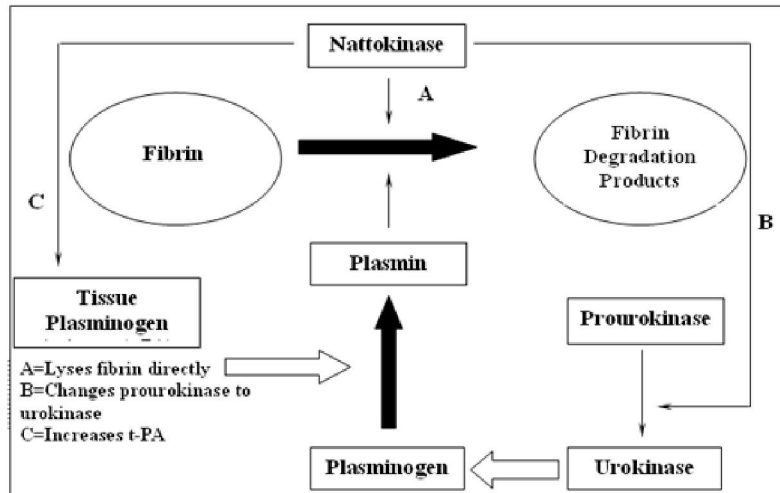 Nattokinase
A
Fibrin
Fibrin
Degradation
Products
C
B
Plasmin
Tissue
Plasminogen
Prourokinase
A=Lyses fibrin directly
B=Changes prourokinase to
urokinase
C=Increases t-PA
Plasminogen
Urokinase